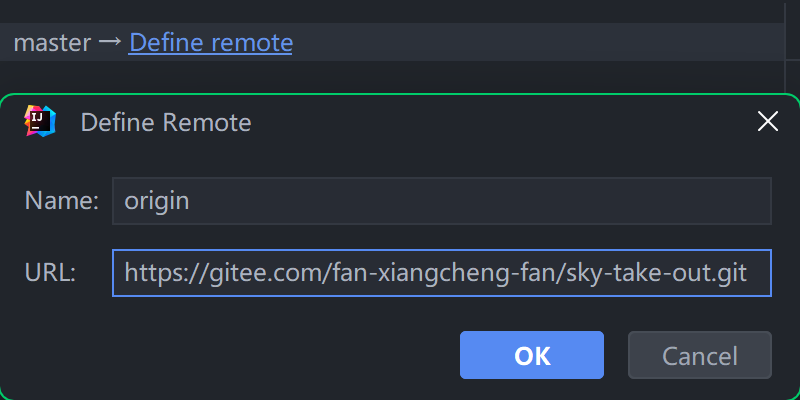 master → Define remote
IJ
Define Remote
Name: origin
URL: https://gitee.com/fan-xiangcheng-fan/sky-take-out.git
OK Cancel